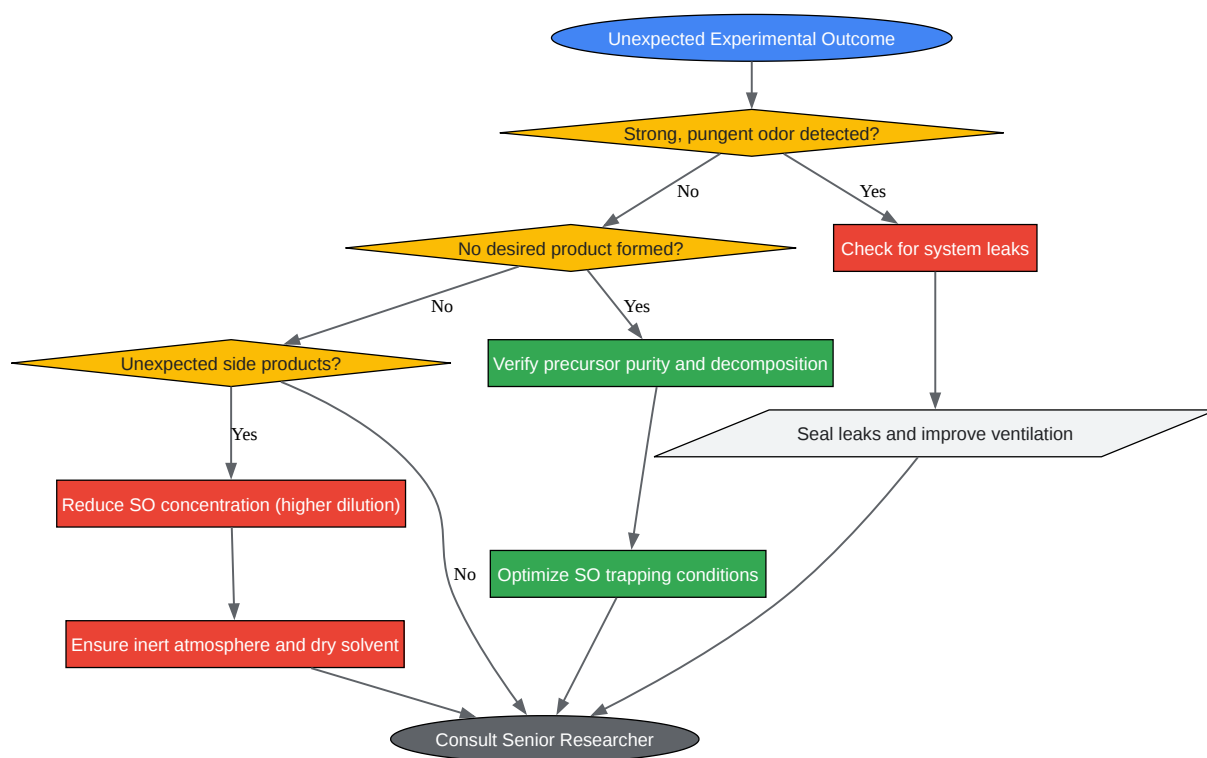 Unexpected Experimental Outcome
Strong, pungent odor detected?
No
Yes
No desired product formed?
Check for system leaks
No
Yes
Unexpected side products?
Verify precursor purity and decomposition
Yes
Seal leaks and improve ventilation
Reduce SO concentration (higher dilution)
No
Optimize SO trapping conditions
Ensure inert atmosphere and dry solvent
Consult Senior Researcher